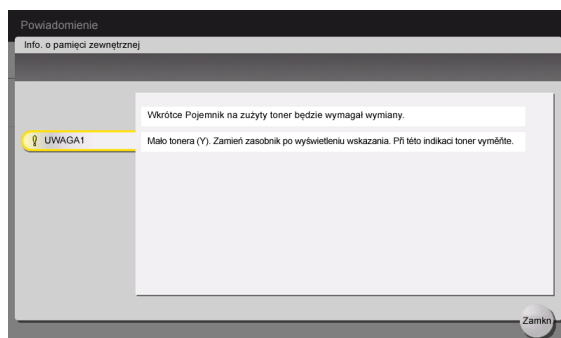 Powiadomienie
Info. o pamięci zewnętrznej
Wkrótce Pojemnik na zużyty toner będzie wymagał wymiany.
UWAGA1
Mało tonera (Y). Zamień zasobnik po wyświetleniu wskazania. Při této indikaci toner vyměňte.
Zamkn